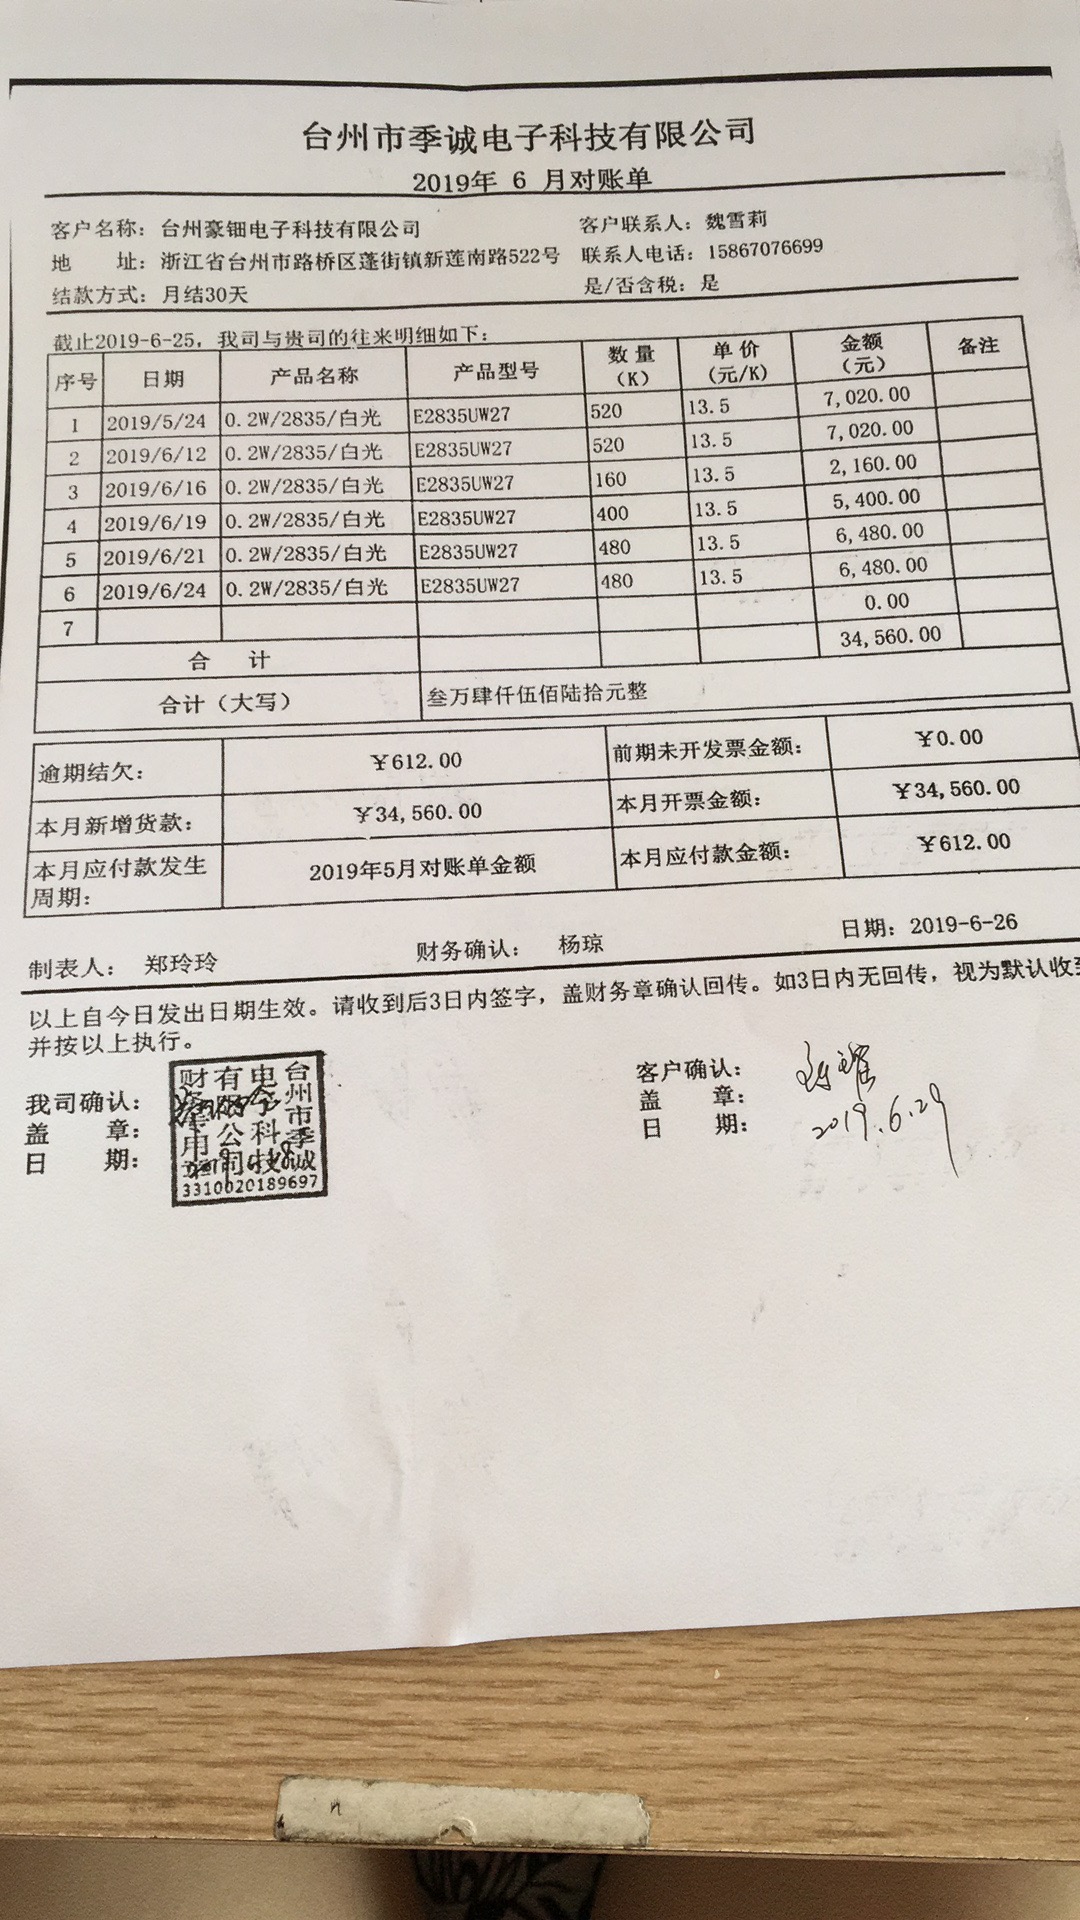 台州市季诚电子科技有限公司
2019年 6 月对账单
客户名称：台州豪钿电子科技有限公司 客户联系人：魏雪莉
地 址：浙江省台州市路桥区蓬街镇新莲南路522号 联系人电话：15867076699
结款方式：月结30天 是/否含税：是
截止2019-6-25，我司与贵司的往来明细如下：
序号 日期 产品名称 产品型号 数量（K） 单价（元/K） 金额（元） 备注
1 2019/5/24 0.2W/2835/白光 E2835UW27 520 13.5 7,020.00
2 2019/6/12 0.2W/2835/白光 E2835UW27 520 13.5 7,020.00
3 2019/6/16 0.2W/2835/白光 E2835UW27 160 13.5 2,160.00
4 2019/6/19 0.2W/2835/白光 E2835UW27 400 13.5 5,400.00
5 2019/6/21 0.2W/2835/白光 E2835UW27 480 13.5 6,480.00
6 2019/6/24 0.2W/2835/白光 E2835UW27 480 13.5 6,480.00
7 0.00
合 计 34,560.00
合计（大写） 叁万肆仟伍佰陆拾元整
逾期结欠： ¥612.00 前期未开发票金额： ¥0.00
本月新增货款： ¥34,560.00 本月开票金额： ¥34,560.00
本月应付款发生周期： 2019年5月对账单金额 本月应付款金额： ¥612.00
制表人： 郑玲玲 财务确认： 杨琼 日期：2019-6-26
以上自今日发出日期生效。请收到后3日内签字，盖财务章确认回传。如3日内无回传，视为默认收到
并按以上执行。
我司确认： 客户确认：
盖 章： 盖 章：
日 期： 日 期： 2019.6.29
台州市季诚
电子科技
有限公司
财务专用章
3310020189697